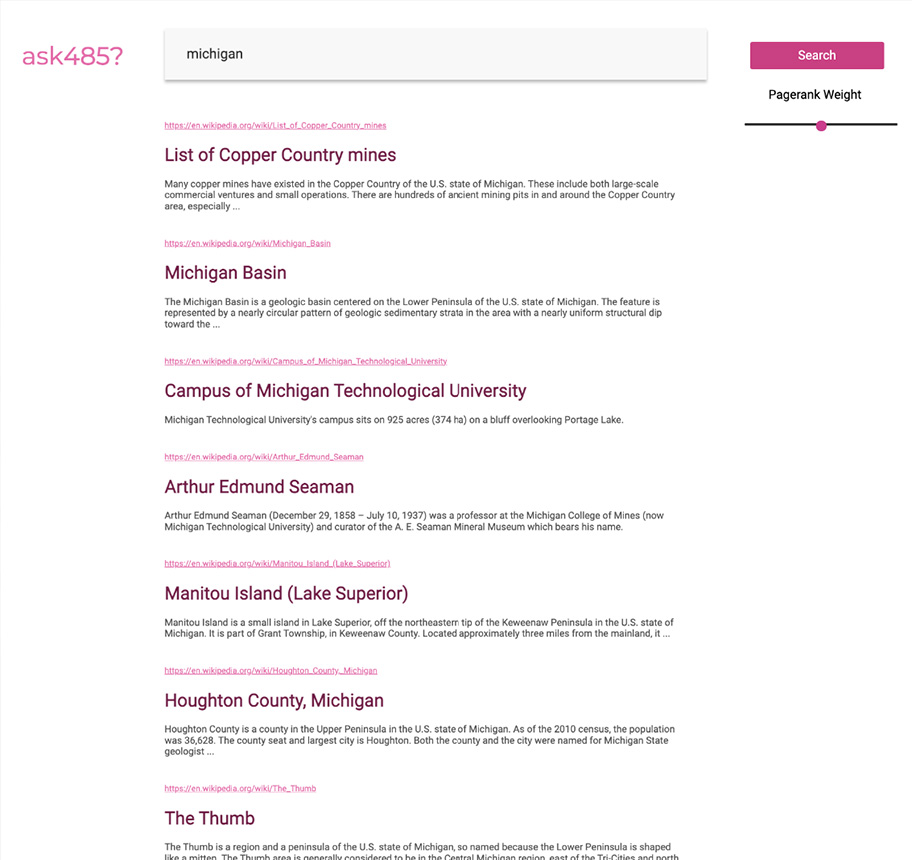 ask485?
michigan
Search
Pagerank Weight
https://en.wikipedia.org/wiki/List_of_Copper_Country_mines
List of Copper Country mines
Many copper mines have existed in the Copper Country of the U.S. state of Michigan. These include both large-scale
commercial ventures and small operations. There are hundreds of ancient mining pits in and around the Copper Country
area, especially ...
https://en.wikipedia.org/wiki/Michigan_Basin
Michigan Basin
The Michigan Basin is a geologic basin centered on the Lower Peninsula of the U.S. state of Michigan. The feature is
represented by a nearly circular pattern of geologic sedimentary strata in the area with a nearly uniform structural dip
toward the ...
https://en.wikipedia.org/wiki/Campus_of_Michigan_Technological_University
Campus of Michigan Technological University
Michigan Technological University's campus sits on 925 acres (374 ha) on a bluff overlooking Portage Lake.
https://en.wikipedia.org/wiki/Arthur_Edmund_Seaman
Arthur Edmund Seaman
Arthur Edmund Seaman (December 29, 1858 – July 10, 1937) was a professor at the Michigan College of Mines (now
Michigan Technological University) and curator of the A. E. Seaman Mineral Museum which bears his name.
https://en.wikipedia.org/wiki/Manitou_Island_(Lake_Superior)
Manitou Island (Lake Superior)
Manitou Island is a small island in Lake Superior, off the northeastern tip of the Keweenaw Peninsula in the U.S. state of
Michigan. It is part of Grant Township, in Keweenaw County. Located approximately three miles from the mainland, it ...
https://en.wikipedia.org/wiki/Houghton_County,_Michigan
Houghton County, Michigan
Houghton County is a county in the Upper Peninsula in the U.S. state of Michigan. As of the 2010 census, the population
was 36,628. The county seat and largest city is Houghton. Both the county and the city were named for Michigan State
geologist ...
https://en.wikipedia.org/wiki/The_Thumb
The Thumb
The Thumb is a region and a peninsula of the U.S. state of Michigan, so named because the Lower Peninsula is shaped
like a mitten. The Thumb area is generally considered to be in the Central Michigan region, east of the Tri-Cities and north